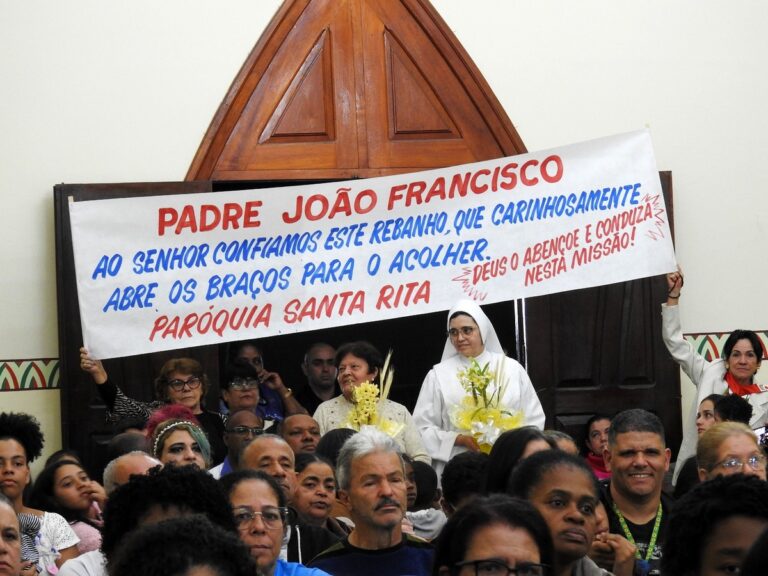 PADRE JOÃO FRANCISCO
AO SENHOR CONFIAMOS ESTE REBANHO, QUE CARINHOSAMENTE
ABRE OS BRAÇOS PARA O ACOLHER.
PARÓQUIA SANTA RITA
DEUS O ABENÇOE E CONDUZA
NESTA MISSÃO!